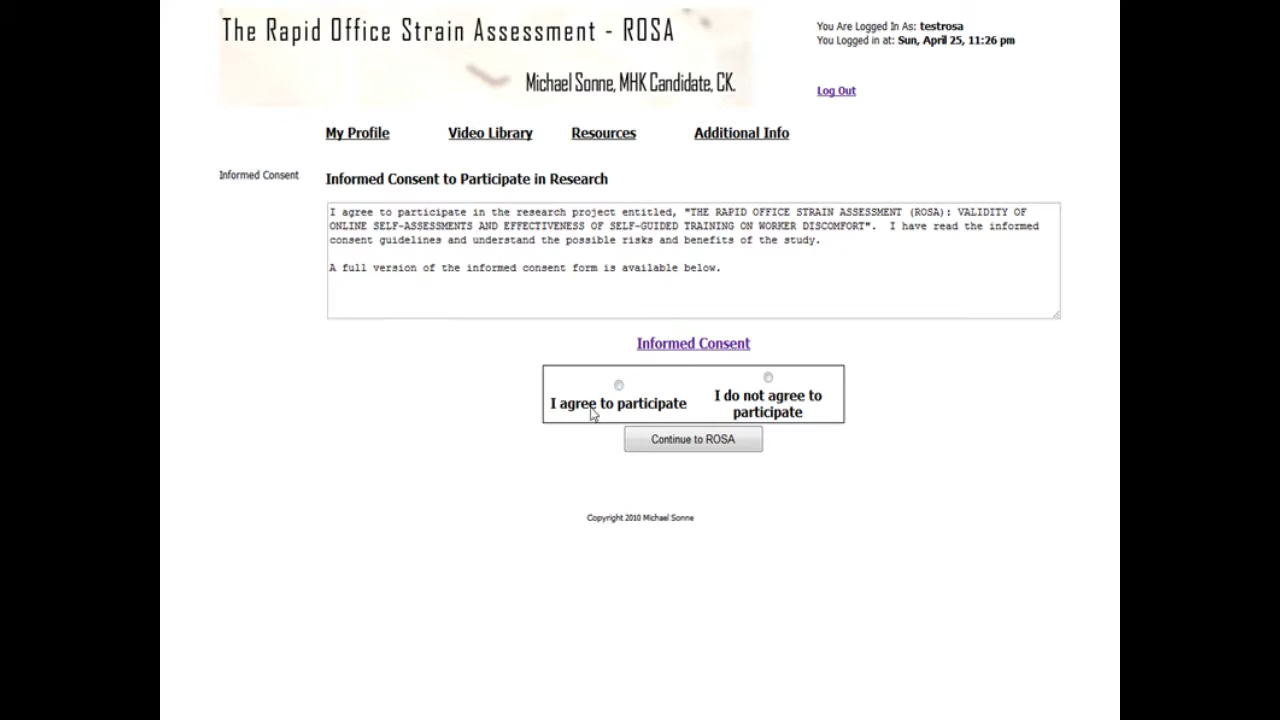 The Rapid Office Strain Assessment - ROSA
Michael Sonne, MHK Candidate, CK.
You Are Logged In As: testrosa
You Logged in at: Sun, April 25, 11:26 pm
Log Out
My Profile Video Library Resources Additional Info
Informed Consent
Informed Consent to Participate in Research
I agree to participate in the research project entitled, "THE RAPID OFFICE STRAIN ASSESSMENT (ROSA): VALIDITY OF
ONLINE SELF-ASSESSMENTS AND EFFECTIVENESS OF SELF-GUIDED TRAINING ON WORKER DISCOMFORT". I have read the informed
consent guidelines and understand the possible risks and benefits of the study.
A full version of the informed consent form is available below.
Informed Consent
I agree to participate
I do not agree to
participate
Continue to ROSA
Copyright 2010 Michael Sonne